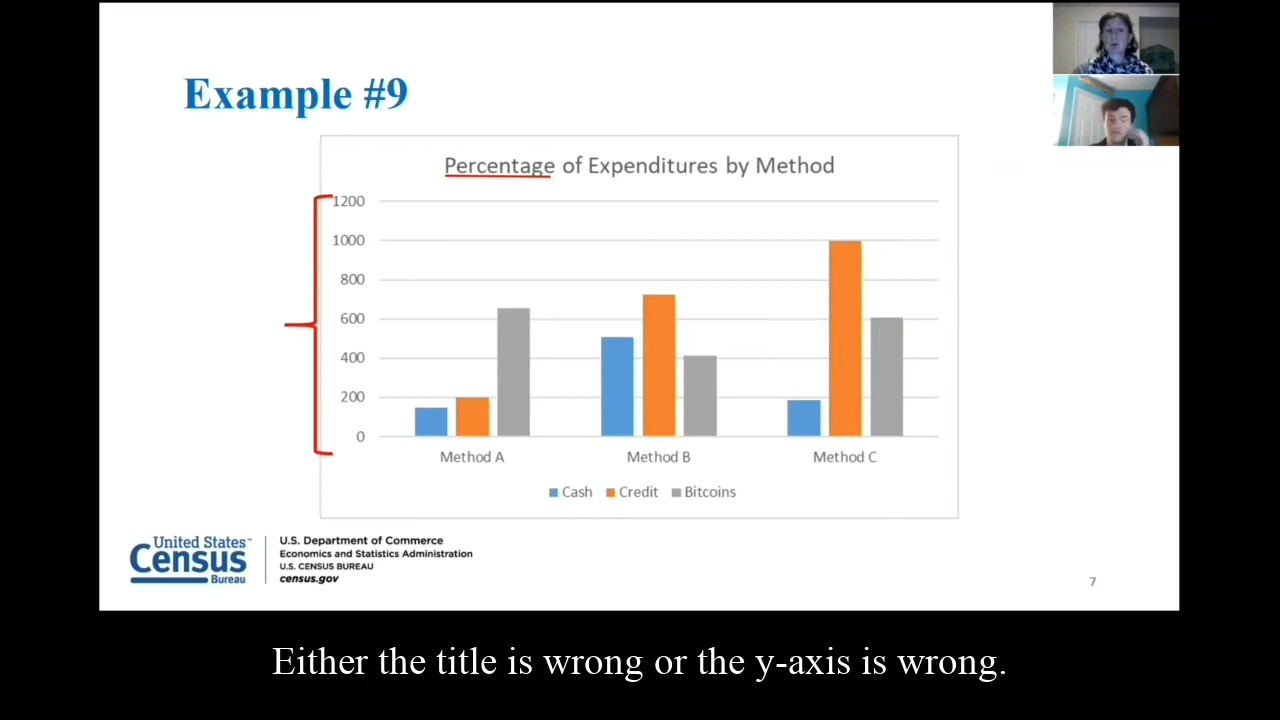 Example #9
Percentage of Expenditures by Method
1200
1000
800
600
400
200
0
Method A Method B Method C
Cash Credit Bitcoins
United States™
Census
Bureau
U.S. Department of Commerce
Economics and Statistics Administration
U.S. CENSUS BUREAU
census.gov
7
Either the title is wrong or the y-axis is wrong.